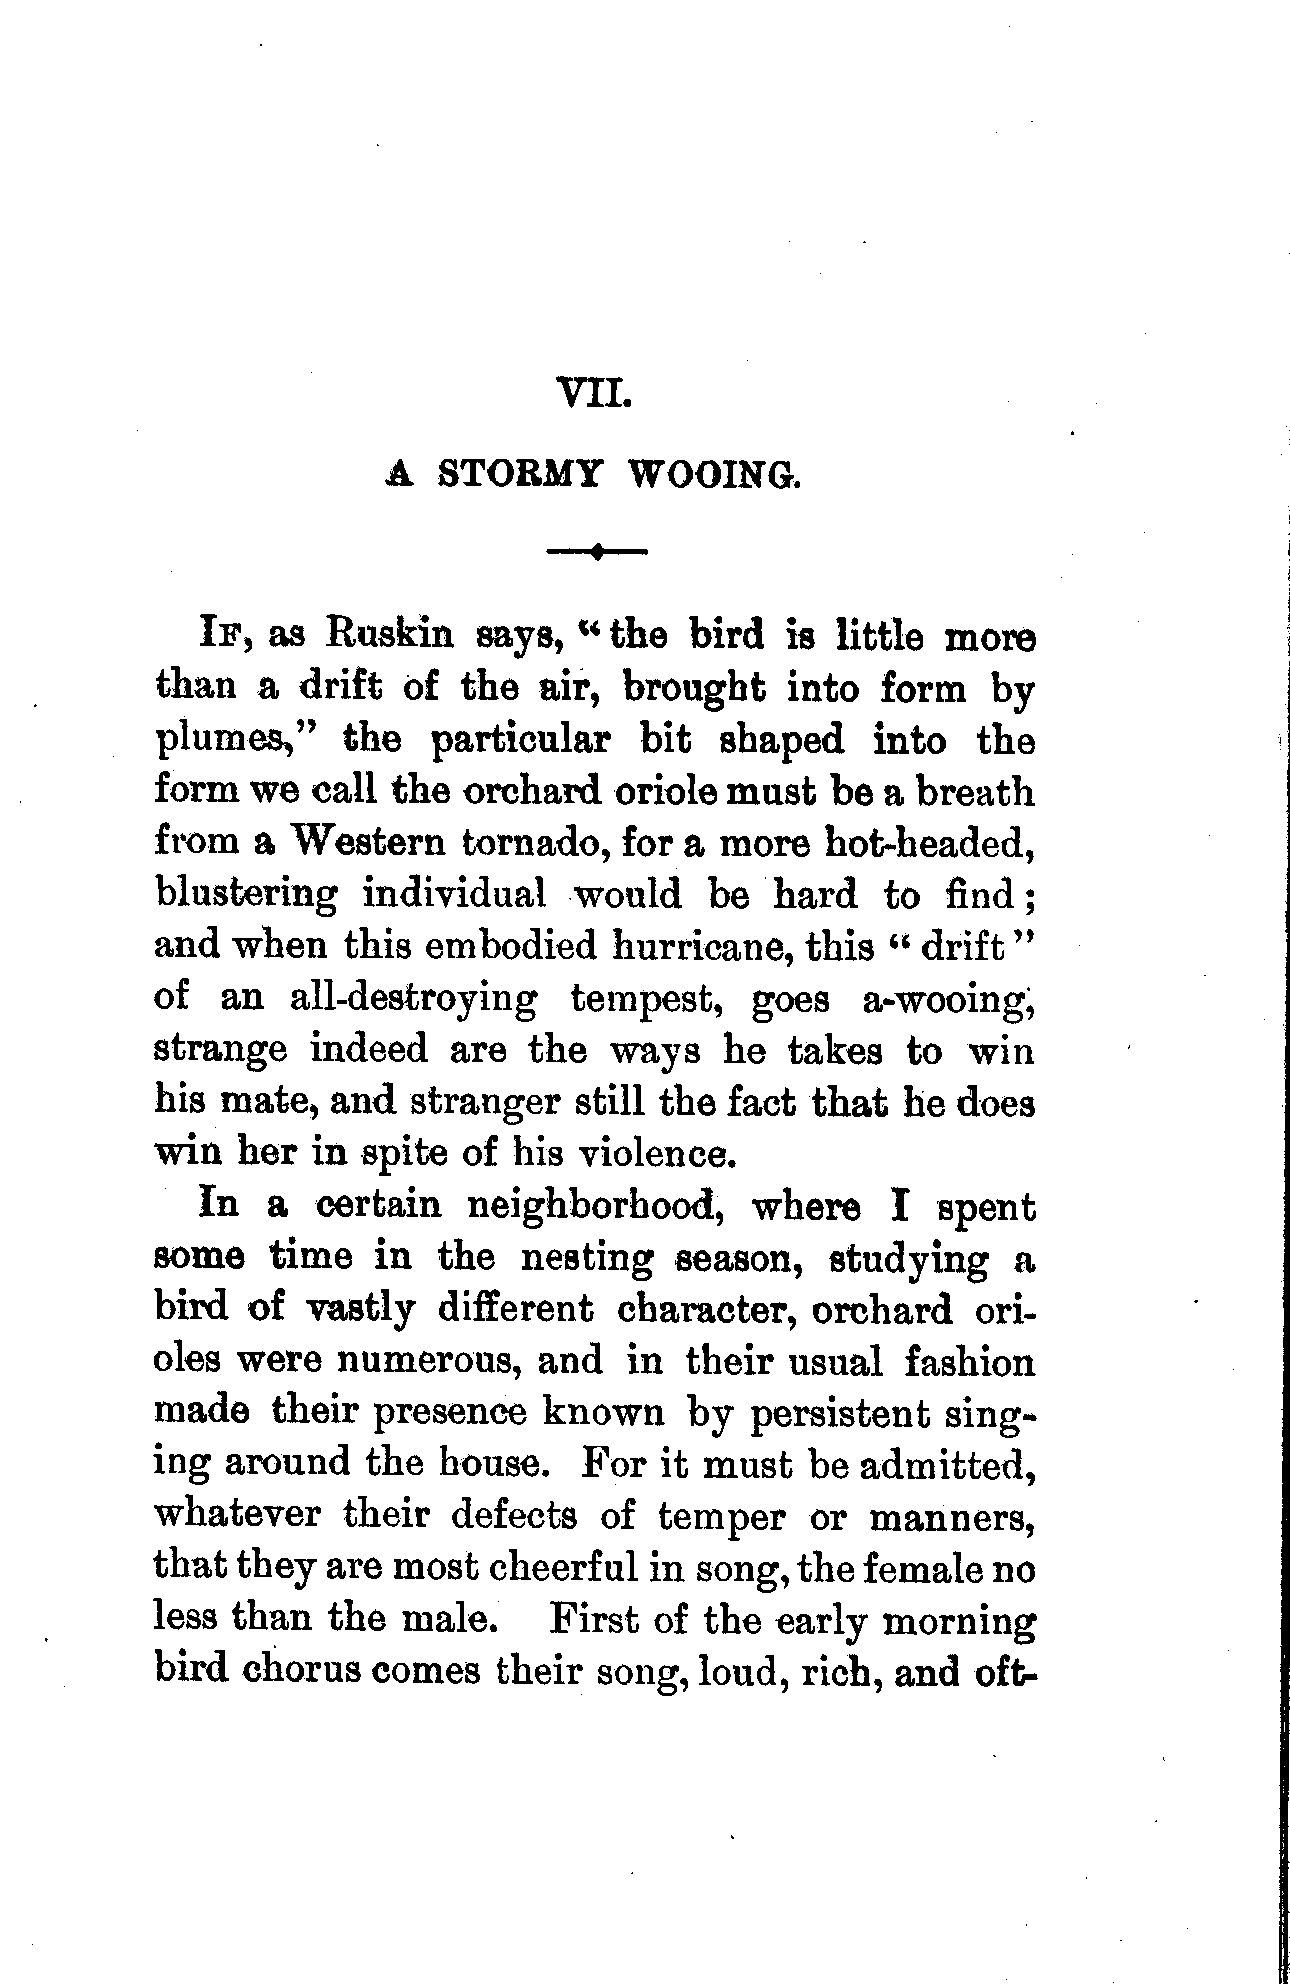 VII.
A STORMY WOOING.
IF, as Ruskin says, “the bird is little more
than a drift of the air, brought into form by
plumes,” the particular bit shaped into the
form we call the orchard oriole must be a breath
from a Western tornado, for a more hot-headed,
blustering individual would be hard to find;
and when this embodied hurricane, this “drift”
of an all-destroying tempest, goes a-wooing,
strange indeed are the ways he takes to win
his mate, and stranger still the fact that he does
win her in spite of his violence.
In a certain neighborhood, where I spent
some time in the nesting season, studying a
bird of vastly different character, orchard ori-
oles were numerous, and in their usual fashion
made their presence known by persistent sing-
ing around the house. For it must be admitted,
whatever their defects of temper or manners,
that they are most cheerful in song, the female no
less than the male. First of the early morning
bird chorus comes their song, loud, rich, and oft-